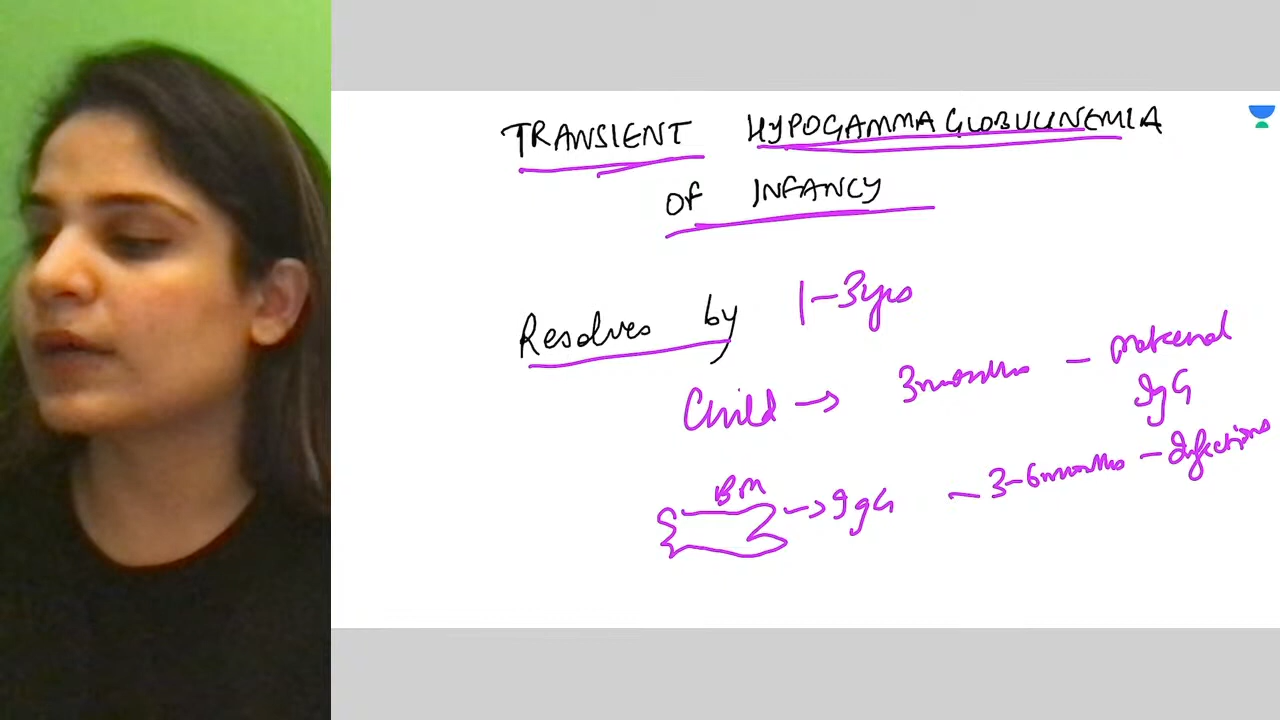 TRANSIENT HYPOGAMMAGLOBULINEMIA
OF INFANCY
Resolves by 1-3yrs
Child → 3months - maternal
IgG
BM → IgG - 3-6months - Infections